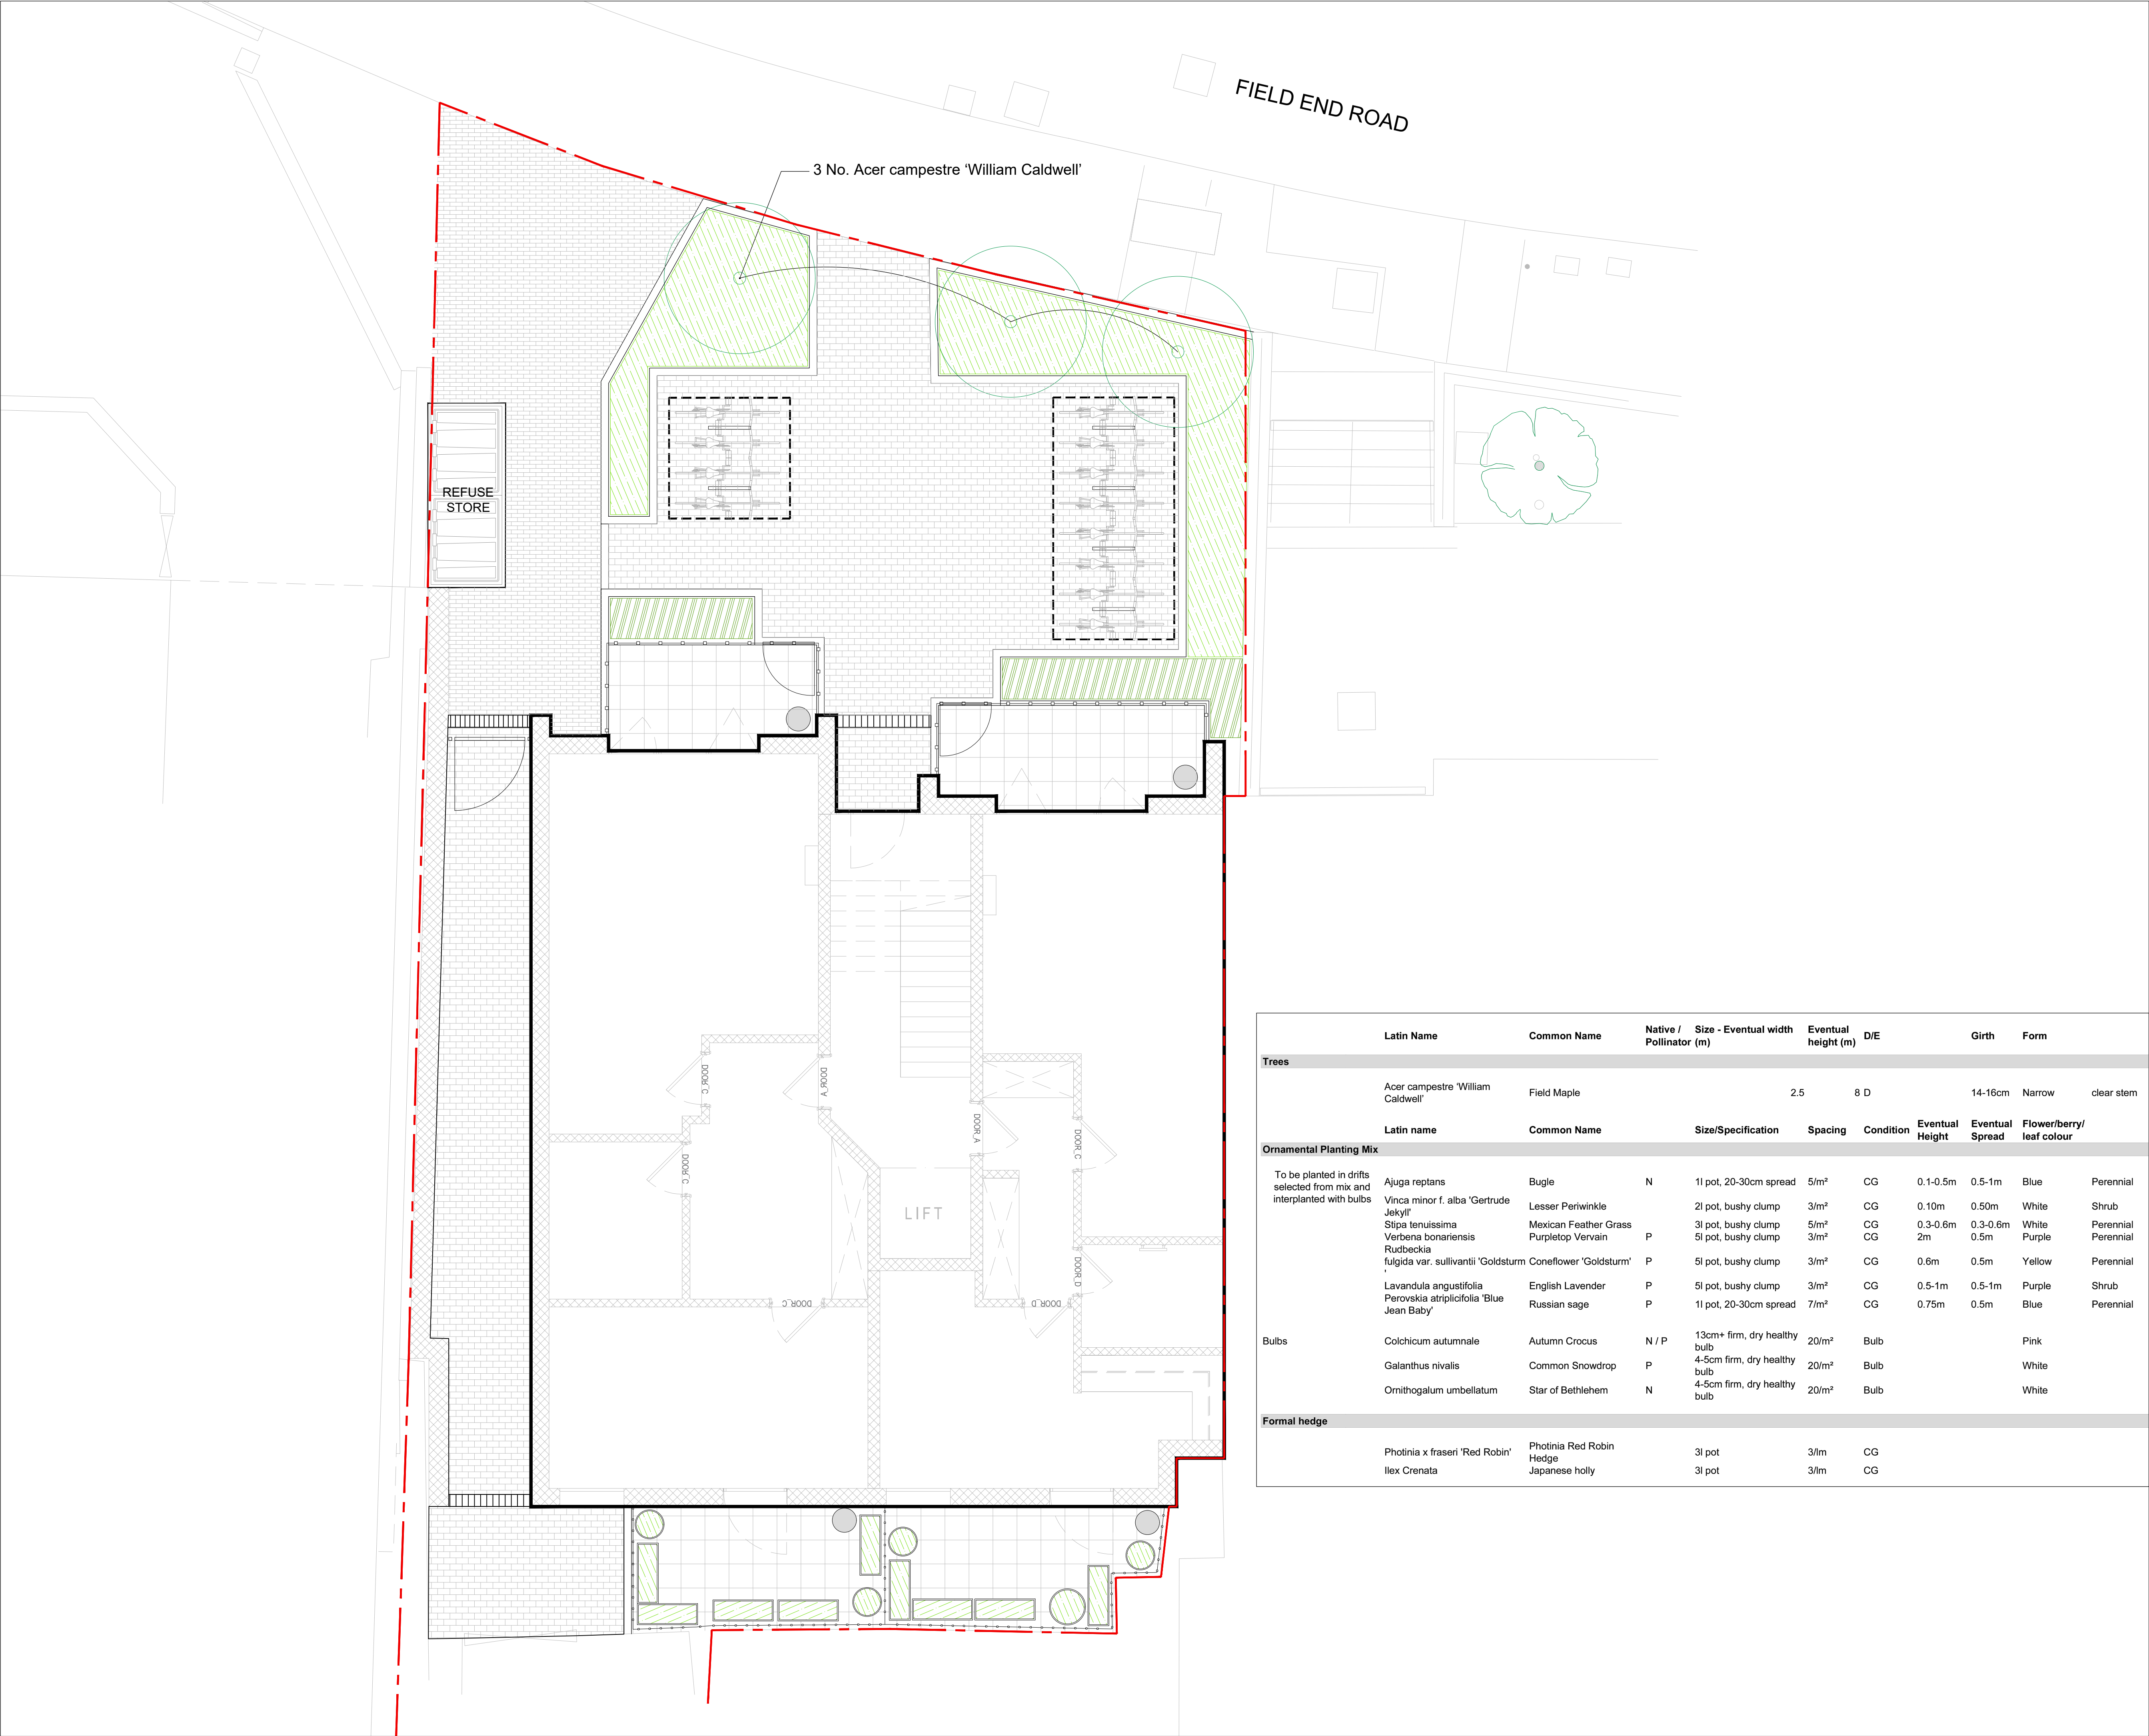 FIELD END ROAD
3 No. Acer campestre ‘William Caldwell’
REFUSE
STORE
DOOR_C
DOOR_A
DOOR_A
DOOR_C
DOOR_C
LIFT
DOOR_D
DOOR_C
DOOR_D
Latin Name Common Name Native / Pollinator Size - Eventual width (m) Eventual height (m) D/E Girth Form
Trees
Acer campestre 'William Caldwell' Field Maple 2.5 8 D 14-16cm Narrow clear stem
Latin name Common Name Size/Specification Spacing Condition Eventual Height Eventual Spread Flower/berry/ leaf colour
Ornamental Planting Mix
To be planted in drifts
selected from mix and
interplanted with bulbs
Ajuga reptans Bugle N 1l pot, 20-30cm spread 5/m² CG 0.1-0.5m 0.5-1m Blue Perennial
Vinca minor f. alba 'Gertrude Jekyll' Lesser Periwinkle 2l pot, bushy clump 3/m² CG 0.10m 0.50m White Shrub
Stipa tenuissima Mexican Feather Grass 3l pot, bushy clump 5/m² CG 0.3-0.6m 0.3-0.6m White Perennial
Verbena bonariensis Purpletop Vervain P 5l pot, bushy clump 3/m² CG 2m 0.5m Purple Perennial
Rudbeckia fulgida var. sullivantii 'Goldsturm ' Coneflower 'Goldsturm' P 5l pot, bushy clump 3/m² CG 0.6m 0.5m Yellow Perennial
Lavandula angustifolia English Lavender P 5l pot, bushy clump 3/m² CG 0.5-1m 0.5-1m Purple Shrub
Perovskia atriplicifolia 'Blue Jean Baby' Russian sage P 1l pot, 20-30cm spread 7/m² CG 0.75m 0.5m Blue Perennial
Bulbs Colchicum autumnale Autumn Crocus N / P 13cm+ firm, dry healthy bulb 20/m² Bulb Pink
Galanthus nivalis Common Snowdrop P 4-5cm firm, dry healthy bulb 20/m² Bulb White
Ornithogalum umbellatum Star of Bethlehem N 4-5cm firm, dry healthy bulb 20/m² Bulb White
Formal hedge
Photinia x fraseri 'Red Robin' Photinia Red Robin Hedge 3l pot 3/lm CG
Ilex Crenata Japanese holly 3l pot 3/lm CG